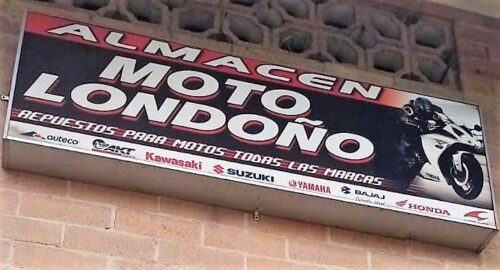 ALMACEN
MOTO
LONDOÑO
REPUESTOS PARA MOTOS TODAS LAS MARCAS
auteco AKT Kawasaki SUZUKI YAMAHA BAJAJ HONDA